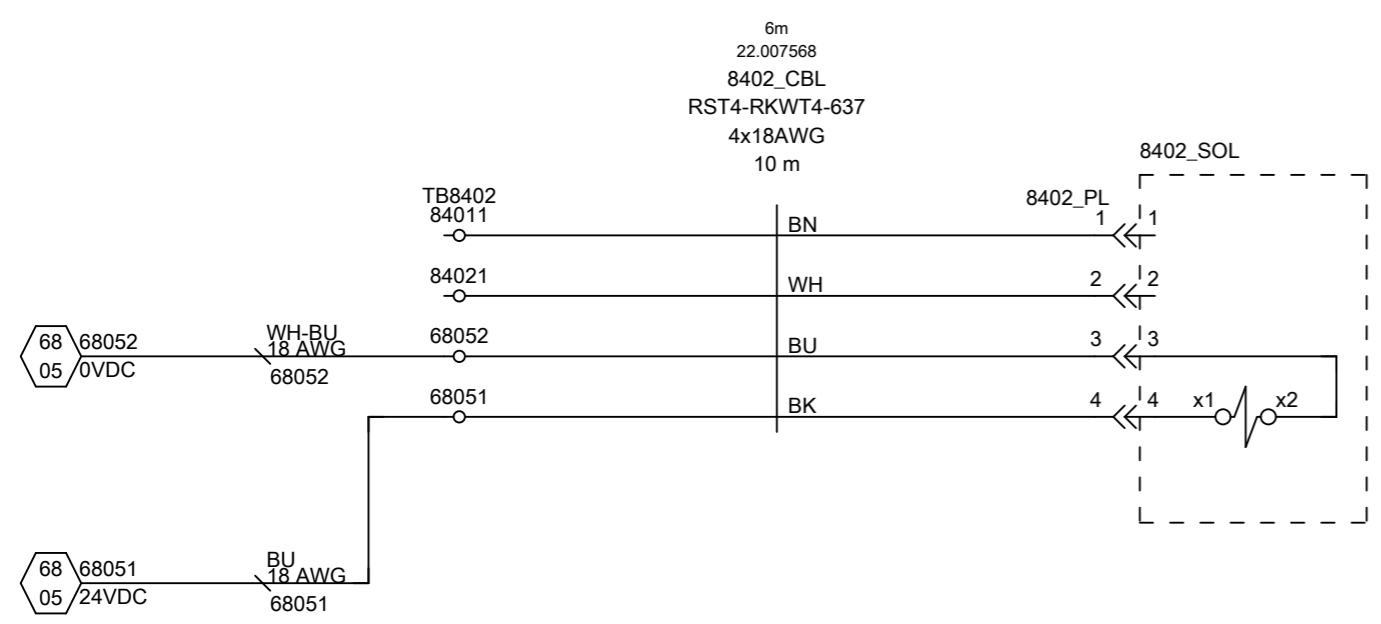 6m
22.007568
8402_CBL
RST4-RKWT4-637
4x18AWG
10 m
8402_SOL
TB8402
84011
BN
8402_PL
1
1
84021
WH
2
2
68
05
68052
0VDC
WH-BU
18 AWG
68052
68052
BU
3
3
68051
BK
4
4
x1
x2
68
05
68051
24VDC
BU
18 AWG
68051